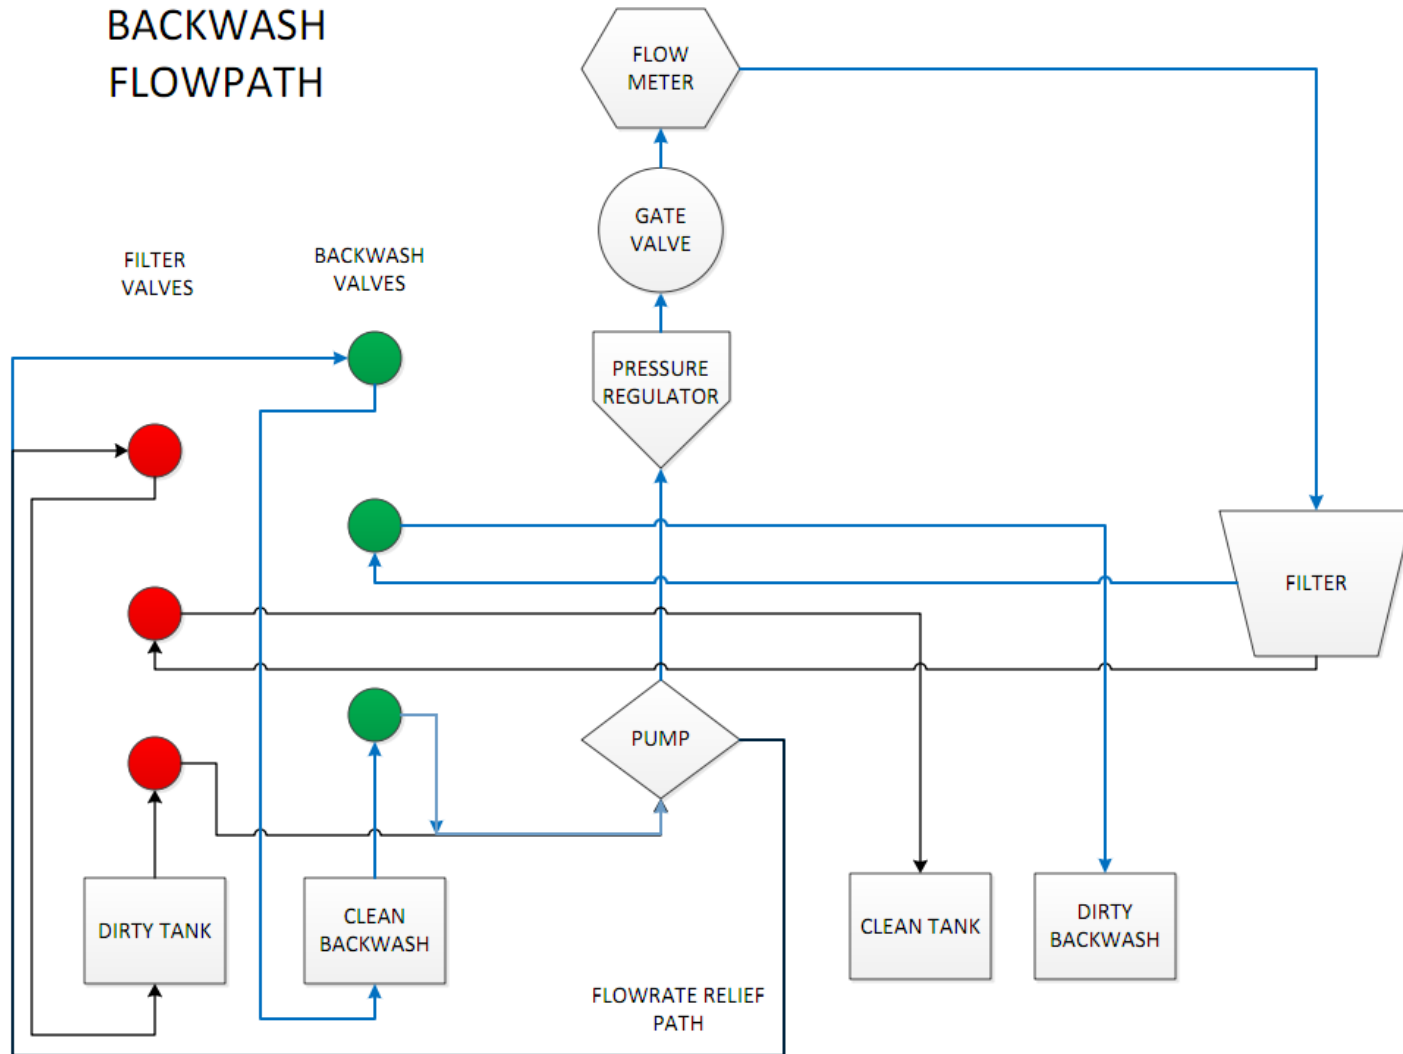 BACKWASH
FLOWPATH
FLOW
METER
GATE
VALVE
FILTER
VALVES
BACKWASH
VALVES
PRESSURE
REGULATOR
FILTER
PUMP
DIRTY TANK
CLEAN
BACKWASH
CLEAN TANK
DIRTY
BACKWASH
FLOWRATE RELIEF
PATH